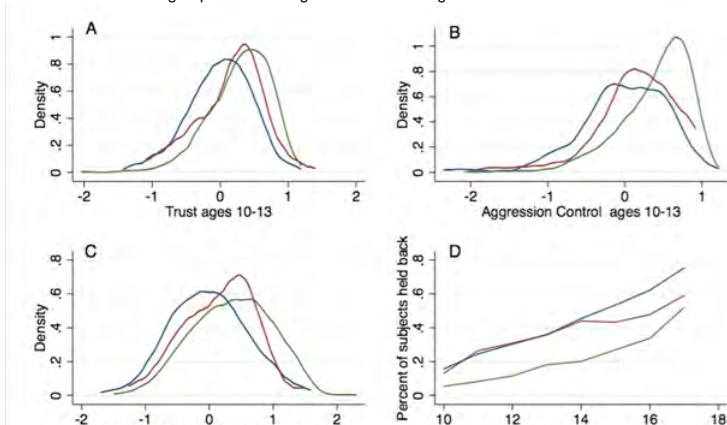 A
Density
0 .2 .4 .6 .8 1
-2 -1 0 1 2
Trust ages 10-13
B
Density
0 .2 .4 .6 .8 1
-2 -1 0 1
Aggression Control ages 10-13
C
Density
0 .2 .4 .6 .8
-2 -1 0 1 2
D
Percent of subjects held back
0 .2 .4 .6 .8
10 12 14 16 18